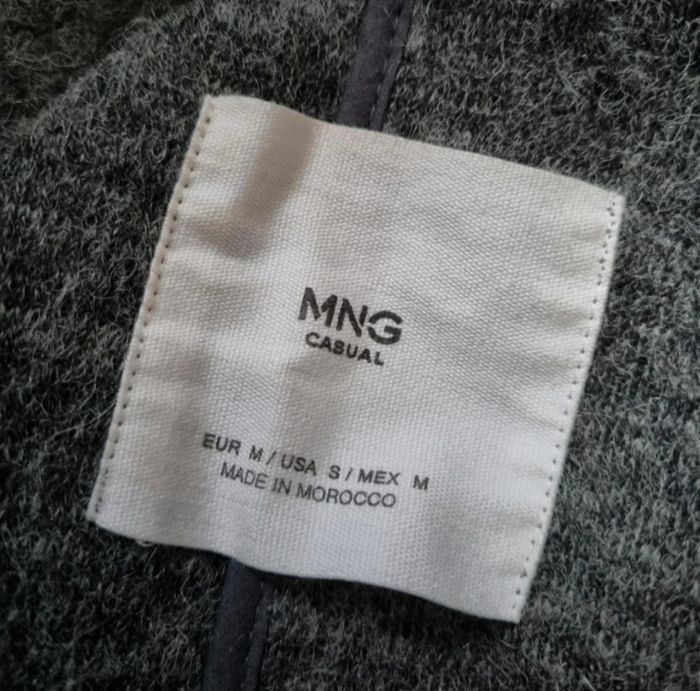 MNG
CASUAL
EUR M / USA S / MEX M
MADE IN MOROCCO